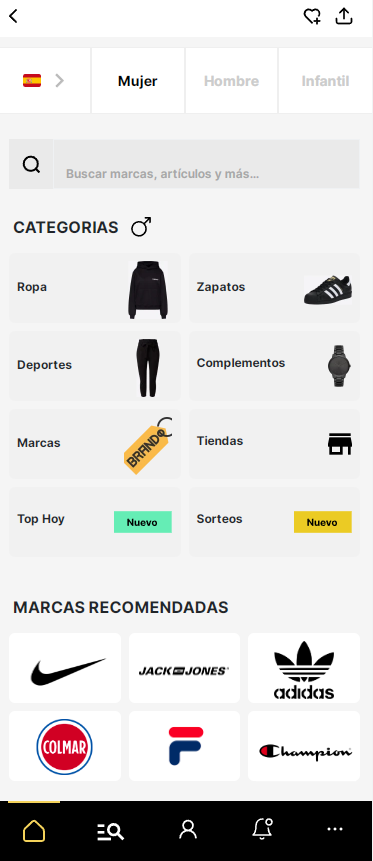 Mujer
Hombre
Infantil
Buscar marcas, artículos y más...
CATEGORIAS
Ropa
Zapatos
Deportes
Complementos
Marcas
BRAND
Tiendas
Top Hoy
Nuevo
Sorteos
Nuevo
MARCAS RECOMENDADAS
JACK AND JONES
adidas
COLMAR
F
Champion